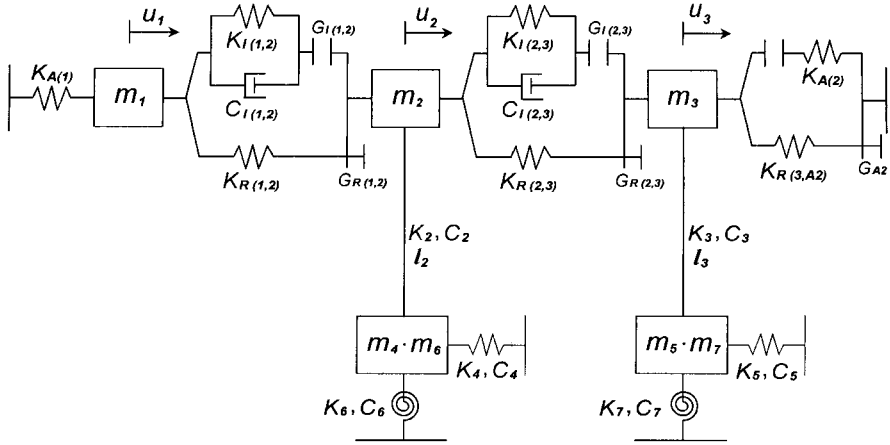 u1 u2 u3
KI(1,2) GI(1,2) KI(2,3) GI(2,3)
KA(1) KA(2)
m1 m2 m3
CI(1,2) CI(2,3)
KR(1,2) GR(1,2) KR(2,3) GR(2,3) KR(3,A2) GA2
K2, C2 K3, C3
l2 l3
m4·m6 m5·m7
K4, C4 K5, C5
K6, C6 K7, C7